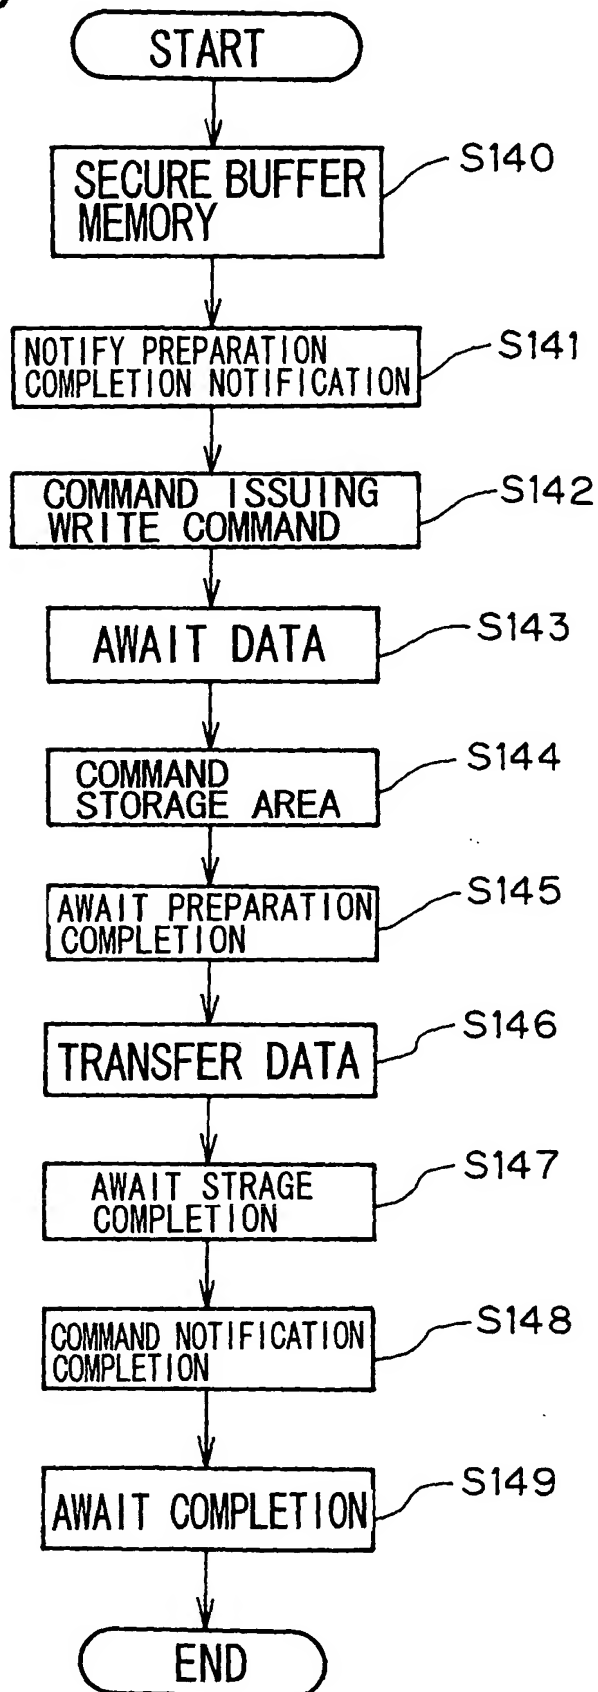 START
SECURE BUFFER
MEMORY
S140
NOTIFY PREPARATION
COMPLETION NOTIFICATION
S141
COMMAND ISSUING
WRITE COMMAND
S142
AWAIT DATA
S143
COMMAND
STORAGE AREA
S144
AWAIT PREPARATION
COMPLETION
S145
TRANSFER DATA
S146
AWAIT STRAGE
COMPLETION
S147
COMMAND NOTIFICATION
COMPLETION
S148
AWAIT COMPLETION
S149
END